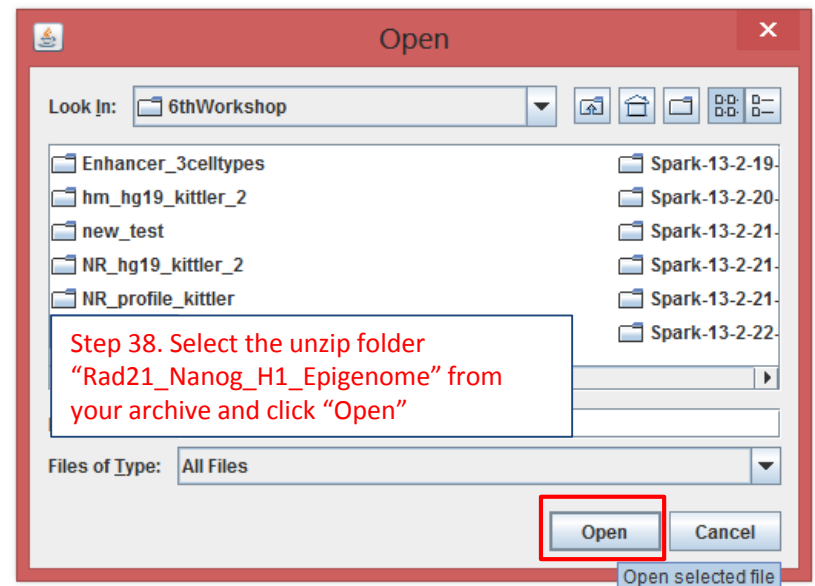 Open
Look In: 6thWorkshop
Enhancer_3celltypes
hm_hg19_kittler_2
new_test
NR_hg19_kittler_2
NR_profile_kittler
Spark-13-2-19-
Spark-13-2-20-
Spark-13-2-21-
Spark-13-2-21-
Spark-13-2-21-
Spark-13-2-22-
Step 38. Select the unzip folder
“Rad21_Nanog_H1_Epigenome” from
your archive and click “Open”
Files of Type: All Files
Open Cancel
Open selected file